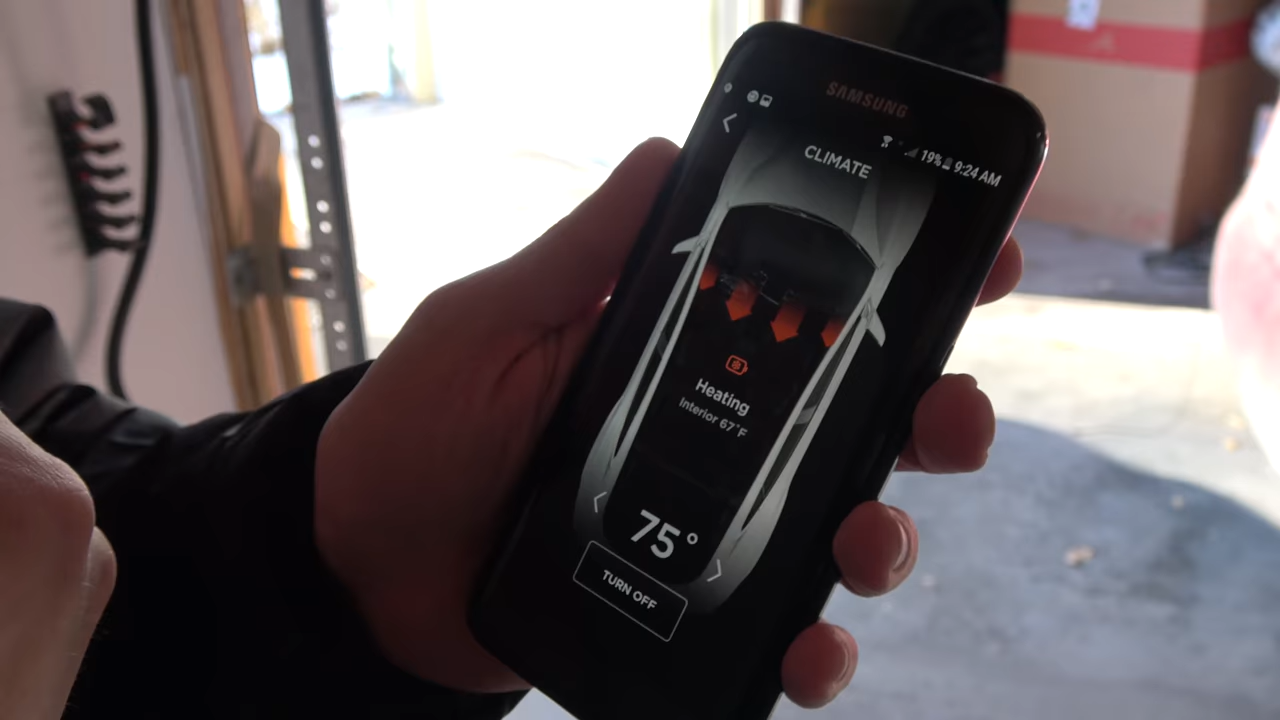 SAMSUNG
19% 9:24 AM
CLIMATE
Heating
Interior 67°F
75°
TURN OFF